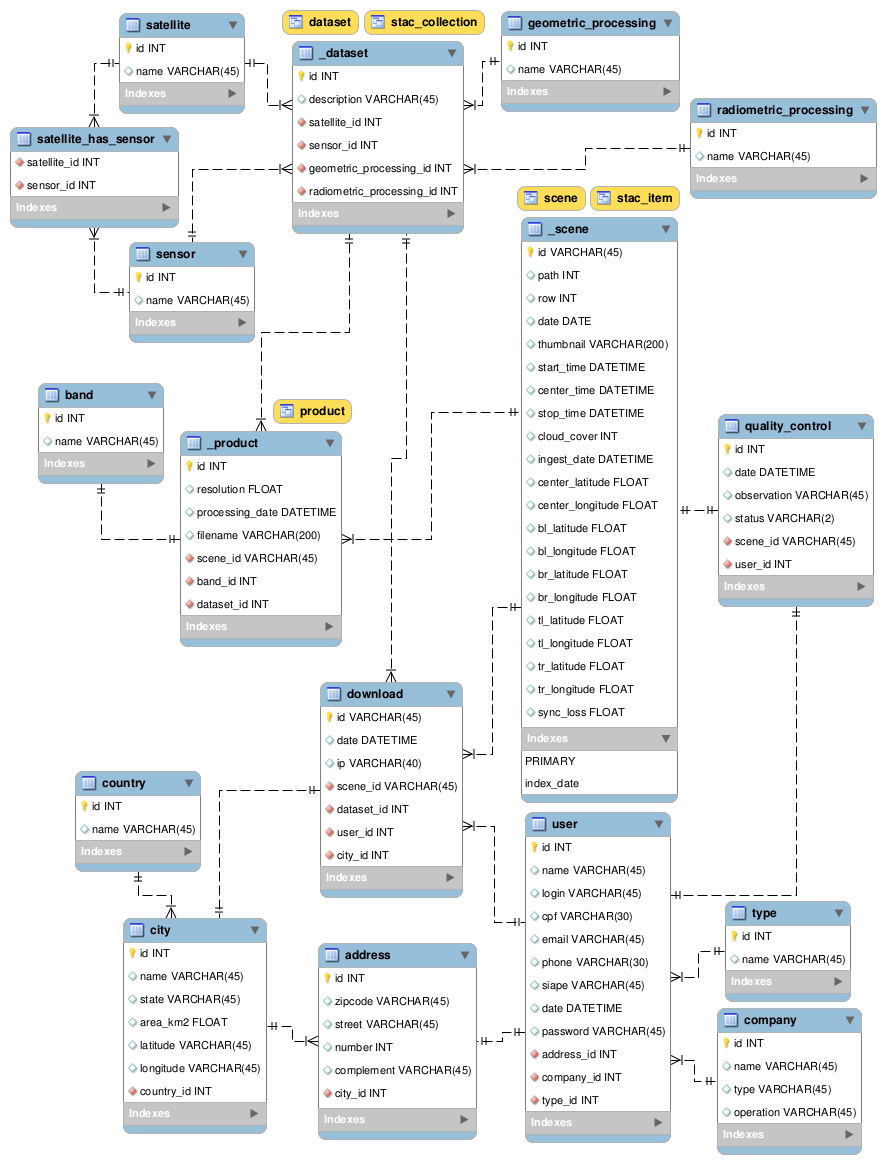 satellite
id INT
name VARCHAR(45)
Indexes
dataset
stac_collection
_dataset
id INT
description VARCHAR(45)
satellite_id INT
sensor_id INT
geometric_processing_id INT
radiometric_processing_id INT
Indexes
geometric_processing
id INT
name VARCHAR(45)
Indexes
radiometric_processing
id INT
name VARCHAR(45)
Indexes
satellite_has_sensor
satellite_id INT
sensor_id INT
Indexes
sensor
id INT
name VARCHAR(45)
Indexes
scene
stac_item
_scene
id VARCHAR(45)
path INT
row INT
date DATE
thumbnail VARCHAR(200)
start_time DATETIME
center_time DATETIME
stop_time DATETIME
cloud_cover INT
ingest_date DATETIME
center_latitude FLOAT
center_longitude FLOAT
bl_latitude FLOAT
bl_longitude FLOAT
br_latitude FLOAT
br_longitude FLOAT
tl_latitude FLOAT
tl_longitude FLOAT
tr_latitude FLOAT
tr_longitude FLOAT
sync_loss FLOAT
Indexes
PRIMARY
index_date
band
id INT
name VARCHAR(45)
Indexes
product
_product
id INT
resolution FLOAT
processing_date DATETIME
filename VARCHAR(200)
scene_id VARCHAR(45)
band_id INT
dataset_id INT
Indexes
quality_control
id INT
date DATETIME
observation VARCHAR(45)
status VARCHAR(2)
scene_id VARCHAR(45)
user_id INT
Indexes
download
id VARCHAR(45)
date DATETIME
ip VARCHAR(40)
scene_id VARCHAR(45)
dataset_id INT
user_id INT
city_id INT
Indexes
country
id INT
name VARCHAR(45)
Indexes
city
id INT
name VARCHAR(45)
state VARCHAR(45)
area_km2 FLOAT
latitude VARCHAR(45)
longitude VARCHAR(45)
country_id INT
Indexes
address
id INT
zipcode VARCHAR(45)
street VARCHAR(45)
number INT
complement VARCHAR(45)
city_id INT
Indexes
user
id INT
name VARCHAR(45)
login VARCHAR(45)
cpf VARCHAR(30)
email VARCHAR(45)
phone VARCHAR(30)
siape VARCHAR(45)
date DATETIME
password VARCHAR(45)
address_id INT
company_id INT
type_id INT
Indexes
type
id INT
name VARCHAR(45)
Indexes
company
id INT
name VARCHAR(45)
type VARCHAR(45)
operation VARCHAR(45)
Indexes